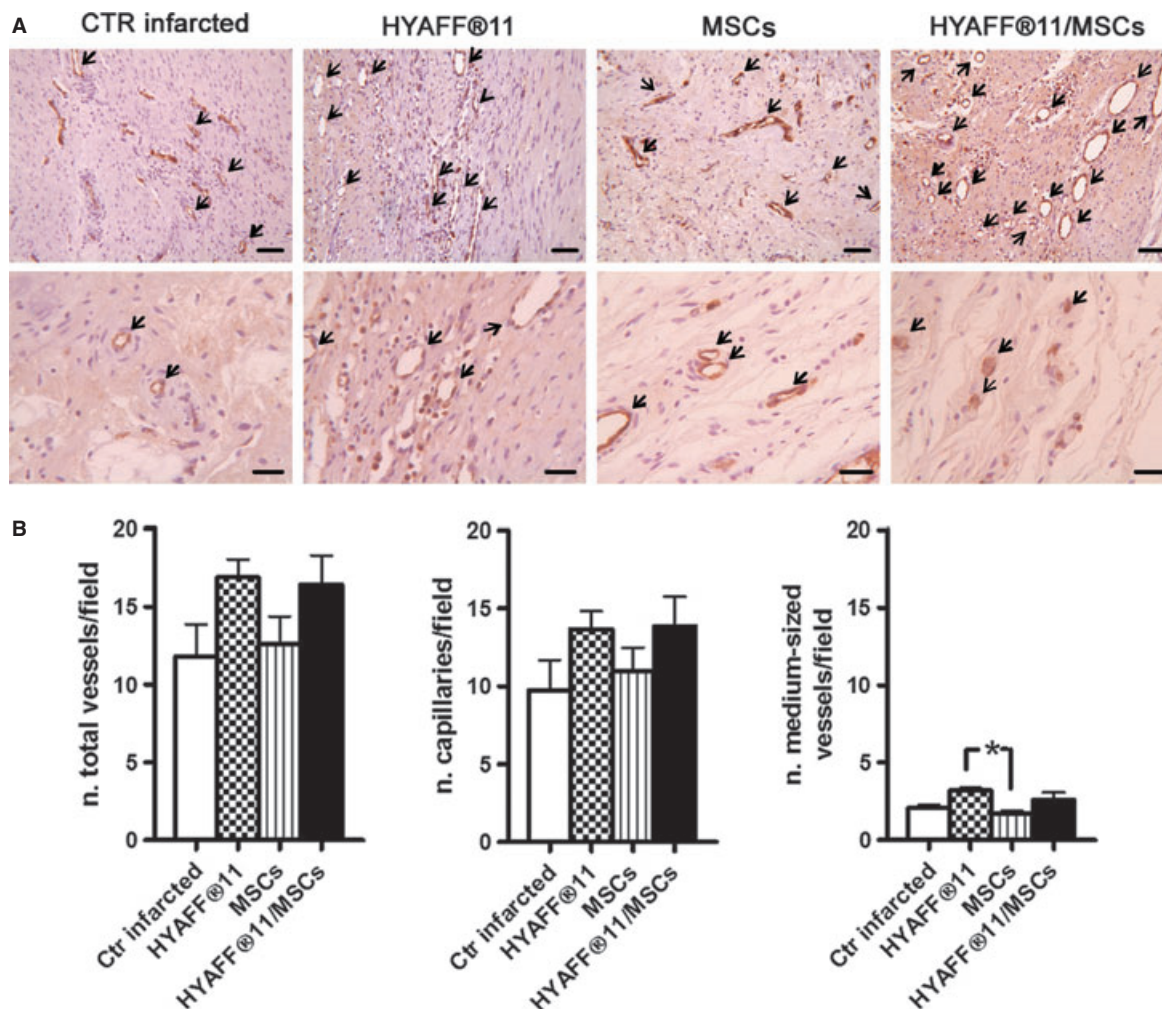 A
CTR infarcted
HYAFF®11
MSCs
HYAFF®11/MSCs
B
n. total vessels/field
20
15
10
5
0
Ctr infarcted
HYAFF®11
MSCs
HYAFF®11/MSCs
n. capillaries/field
20
15
10
5
0
Ctr infarcted
HYAFF®11
MSCs
HYAFF®11/MSCs
n. medium-sized
vessels/field
20
15
10
5
0
*
Ctr infarcted
HYAFF®11
MSCs
HYAFF®11/MSCs